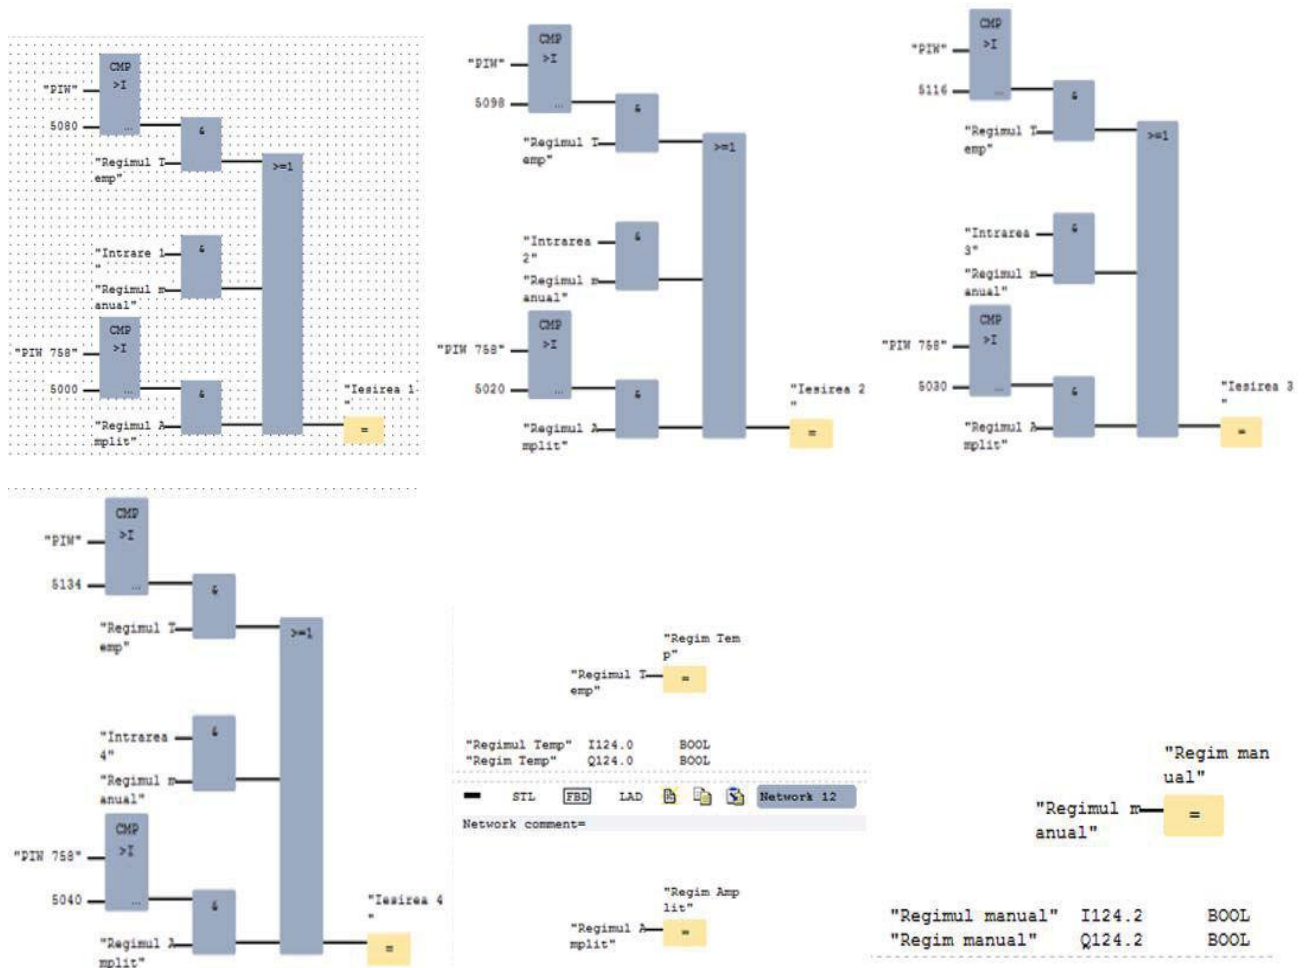 CMP
>I
"PIW"
5080
...
&
"Regimul T
emp"
>=1
"Intrare 1
"
&
"Regimul m
anual"
CMP
>I
"PIW 758"
5000
...
&
"Regimul A
mplit"
"Iesirea 1
"
=
CMP
>I
"PIW"
5098
...
&
"Regimul T
emp"
>=1
"Intrarea
2"
&
"Regimul m
anual"
CMP
>I
"PIW 758"
5020
...
&
"Regimul A
mplit"
"Iesirea 2
"
=
CMP
>I
"PIW"
5116
...
&
"Regimul T
emp"
>=1
"Intrarea
3"
&
"Regimul m
anual"
CMP
>I
"PIW 758"
5030
...
&
"Regimul A
mplit"
"Iesirea 3
"
=
CMP
>I
"PIW"
5134
...
&
"Regimul T
emp"
>=1
"Intrarea
4"
&
"Regimul m
anual"
CMP
>I
"PIW 758"
5040
...
&
"Regimul A
mplit"
"Iesirea 4
"
=
"Regim Tem
p"
"Regimul T
emp"
=
"Regimul Temp" I124.0 BOOL
"Regim Temp" Q124.0 BOOL
STL FBD LAD Network 12
Network comment=
"Regim Amp
lit"
"Regimul A
mplit"
=
"Regim man
ual"
"Regimul m
anual"
=
"Regimul manual" I124.2 BOOL
"Regim manual" Q124.2 BOOL